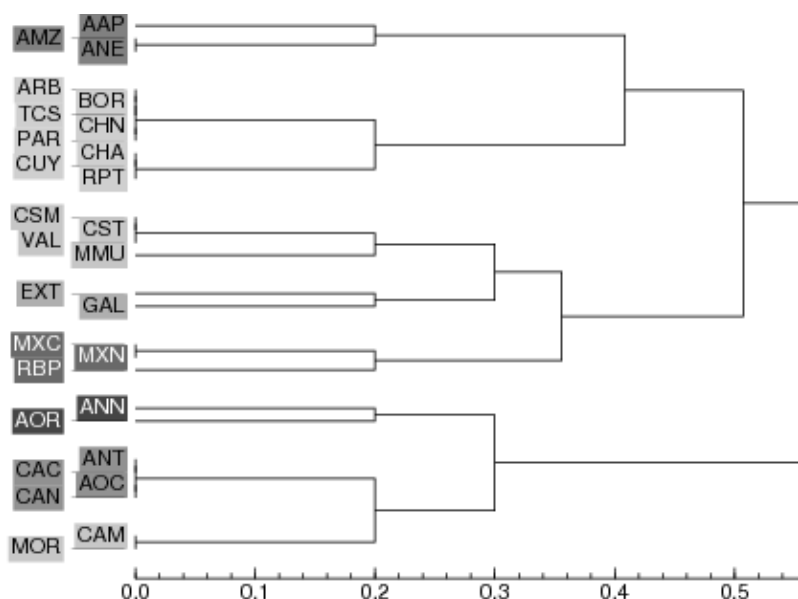 AAP
AMZ
ANE
ARB
BOR
TCS
CHN
PAR
CHA
CUY
RPT
CSM
CST
VAL
MMU
EXT
GAL
MXC
MXN
RBP
ANN
AOR
ANT
CAC
AOC
CAN
CAM
MOR
0.0 0.1 0.2 0.3 0.4 0.5